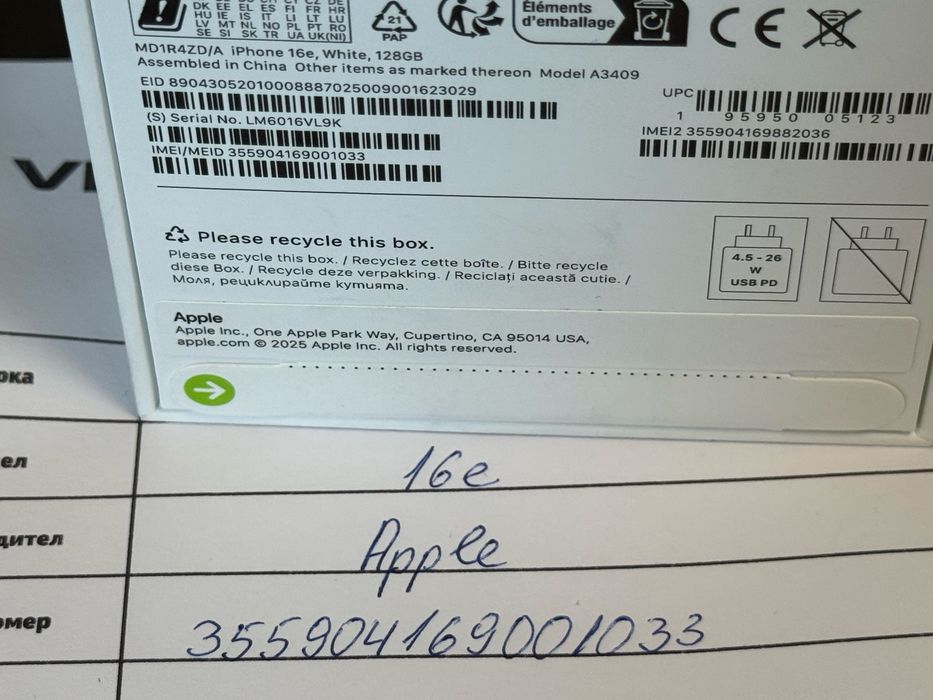 DK EE EL ES FI FR HR
HU IE IS IT LI LT LU
LV MT NL NO PL PT RO
SE SI SK TR UA UK(NI)
21
PAP
Éléments
d'emballage
CE
MD1R4ZD/A iPhone 16e, White, 128GB
Assembled in China Other items as marked thereon Model A3409
EID 89043052010008887025009001623029
(S) Serial No. LM6016VL9K
IMEI/MEID 355904169001033
UPC
1 95950 05123
IMEI2 355904169882036
Please recycle this box.
Please recycle this box. / Recyclez cette boîte. / Bitte recycle
diese Box. / Recycle deze verpakking. / Reciclați această cutie. /
Моля, рециклирайте кутията.
4.5 - 26
W
USB PD
Apple
Apple Inc., One Apple Park Way, Cupertino, CA 95014 USA,
apple.com © 2025 Apple Inc. All rights reserved.
16e
Apple
355904169001033